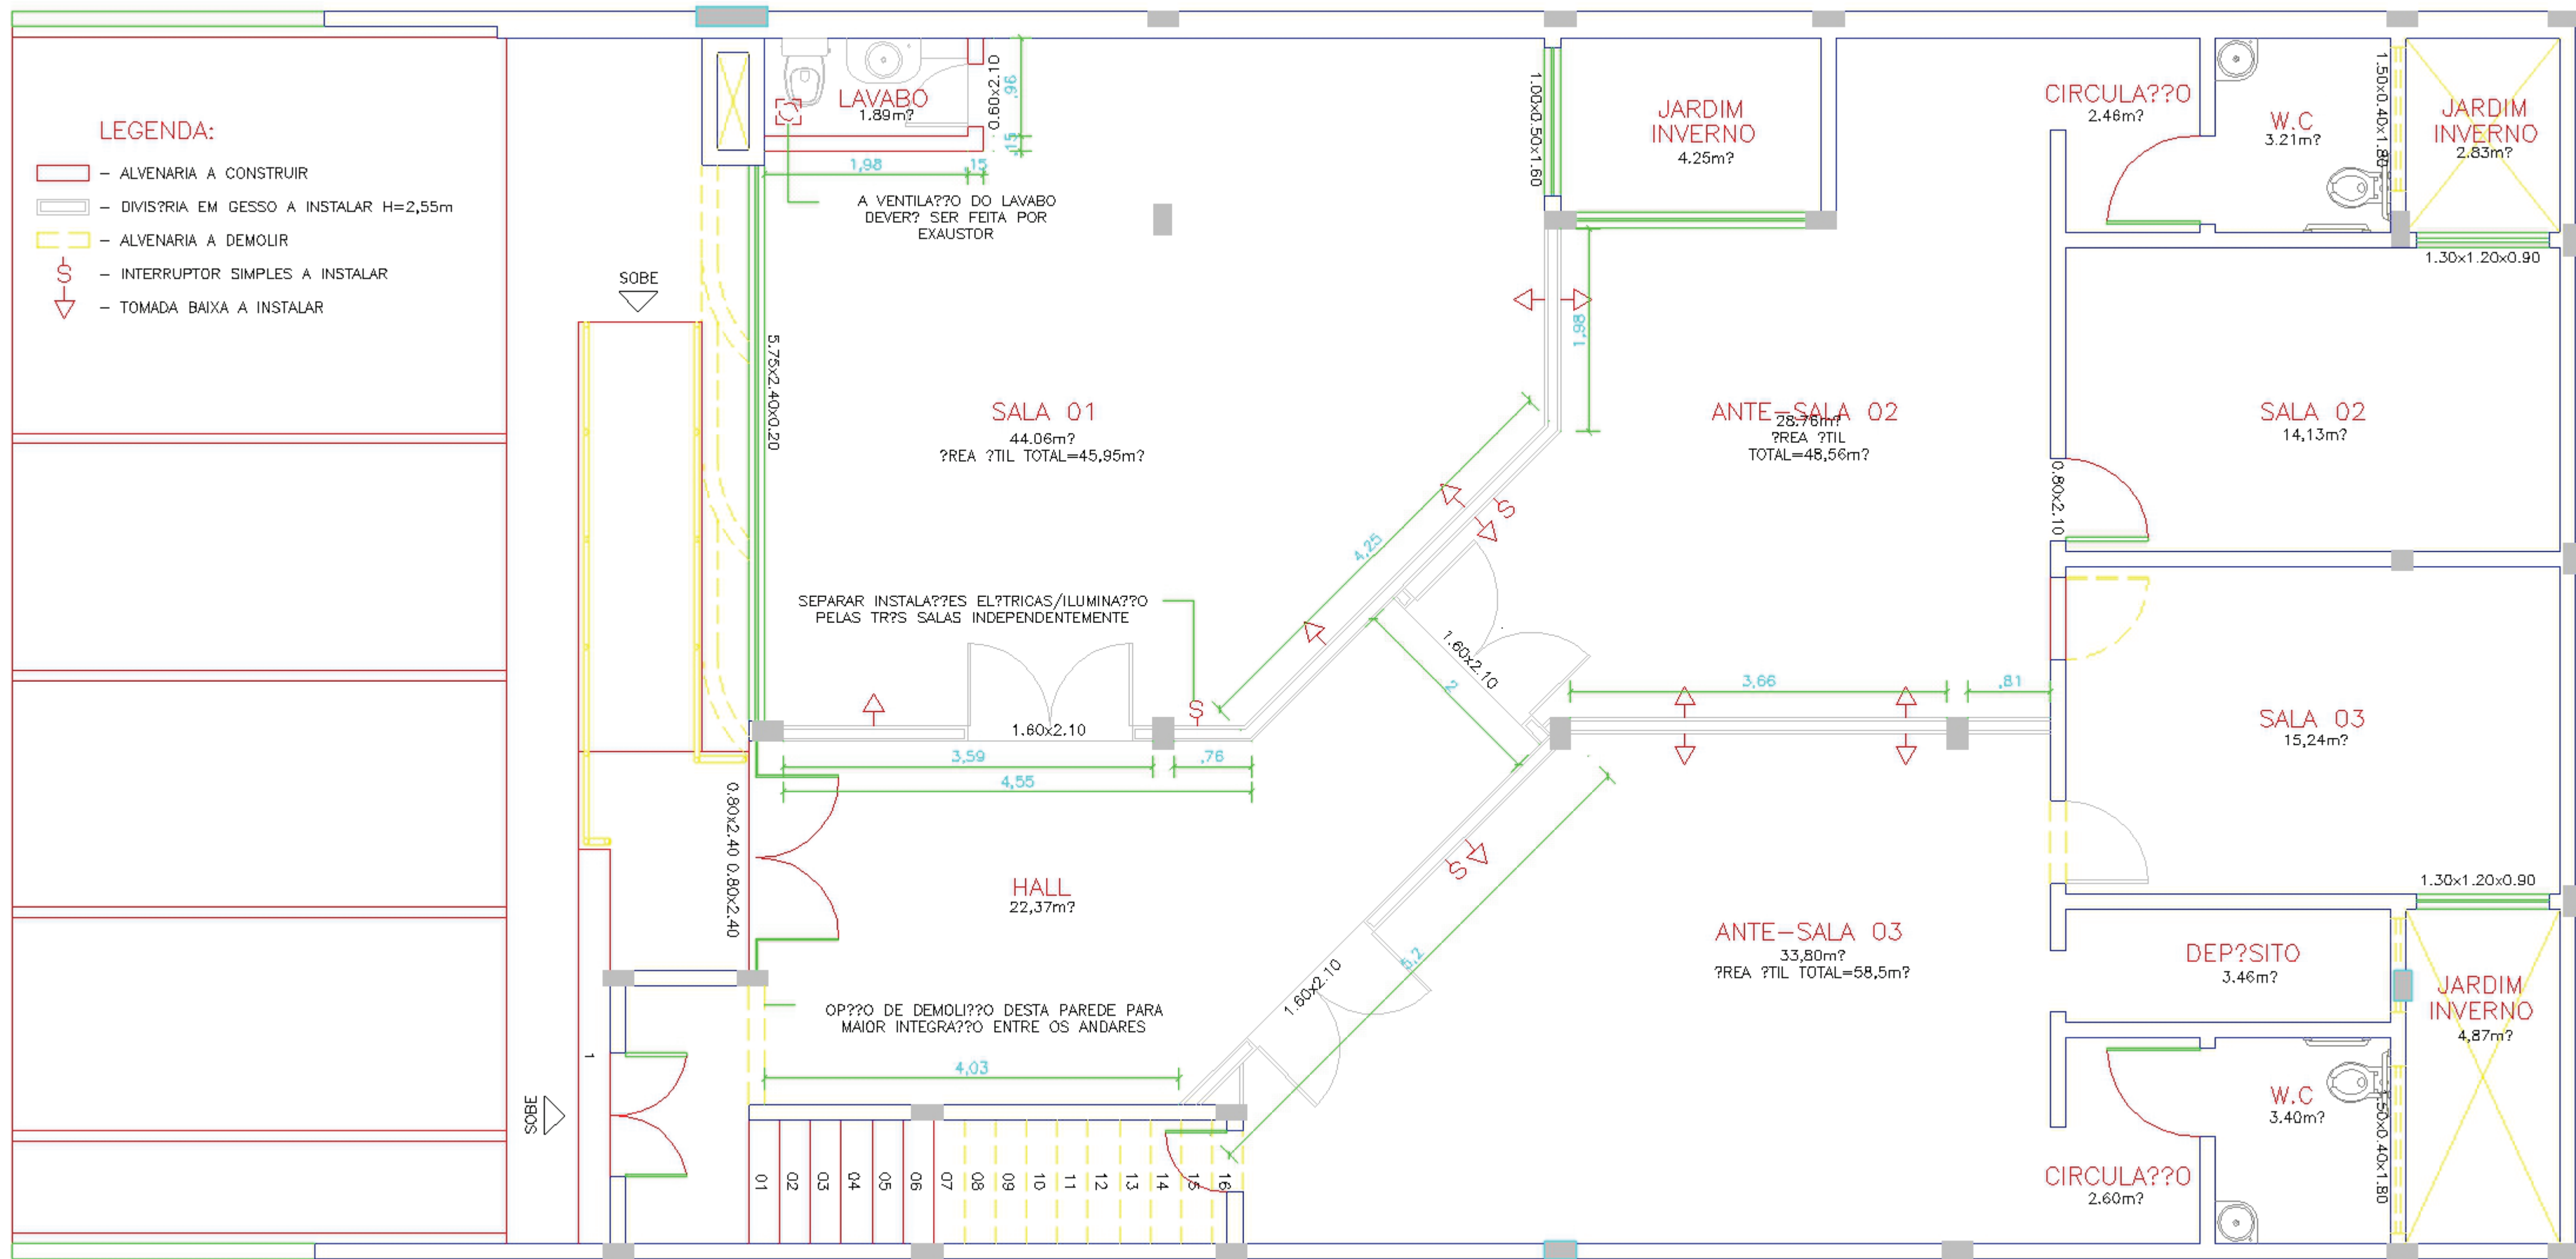 LEGENDA:
- ALVENARIA A CONSTRUIR
- DIVIS?RIA EM GESSO A INSTALAR H=2,55m
- ALVENARIA A DEMOLIR
S - INTERRUPTOR SIMPLES A INSTALAR
- TOMADA BAIXA A INSTALAR
SOBE
LAVABO
1.89m?
0.60x2.10
,96
,15
1,98
,15
A VENTILA??O DO LAVABO
DEVER? SER FEITA POR
EXAUSTOR
5.75x2.40x0.20
SALA 01
44.06m?
?REA ?TIL TOTAL=45,95m?
1.00x0.50x1.60
JARDIM
INVERNO
4.25m?
1,98
4,25
S
ANTE-SALA 02
28.76m?
?REA ?TIL
TOTAL=48,56m?
CIRCULA??O
2.46m?
W.C
3.21m?
1.50x0.40x1.80
JARDIM
INVERNO
2.83m?
1.30x1.20x0.90
SALA 02
14,13m?
0.80x2.10
SEPARAR INSTALA??ES EL?TRICAS/ILUMINA??O
PELAS TR?S SALAS INDEPENDENTEMENTE
S
1.60x2.10
3,59
,76
4,55
1.60x2.10
2
3,66
,81
SALA 03
15,24m?
1.30x1.20x0.90
0.80x2.40 0.80x2.40
HALL
22,37m?
S
5,2
1.60x2.10
ANTE-SALA 03
33,80m?
?REA ?TIL TOTAL=58,5m?
DEP?SITO
3.46m?
JARDIM
INVERNO
4,87m?
OP??O DE DEMOLI??O DESTA PAREDE PARA
MAIOR INTEGRA??O ENTRE OS ANDARES
4,03
1
SOBE
W.C
3.40m?
1.50x0.40x1.80
CIRCULA??O
2.60m?
01 02 03 04 05 06 07 08 09 10 11 12 13 14 15 16